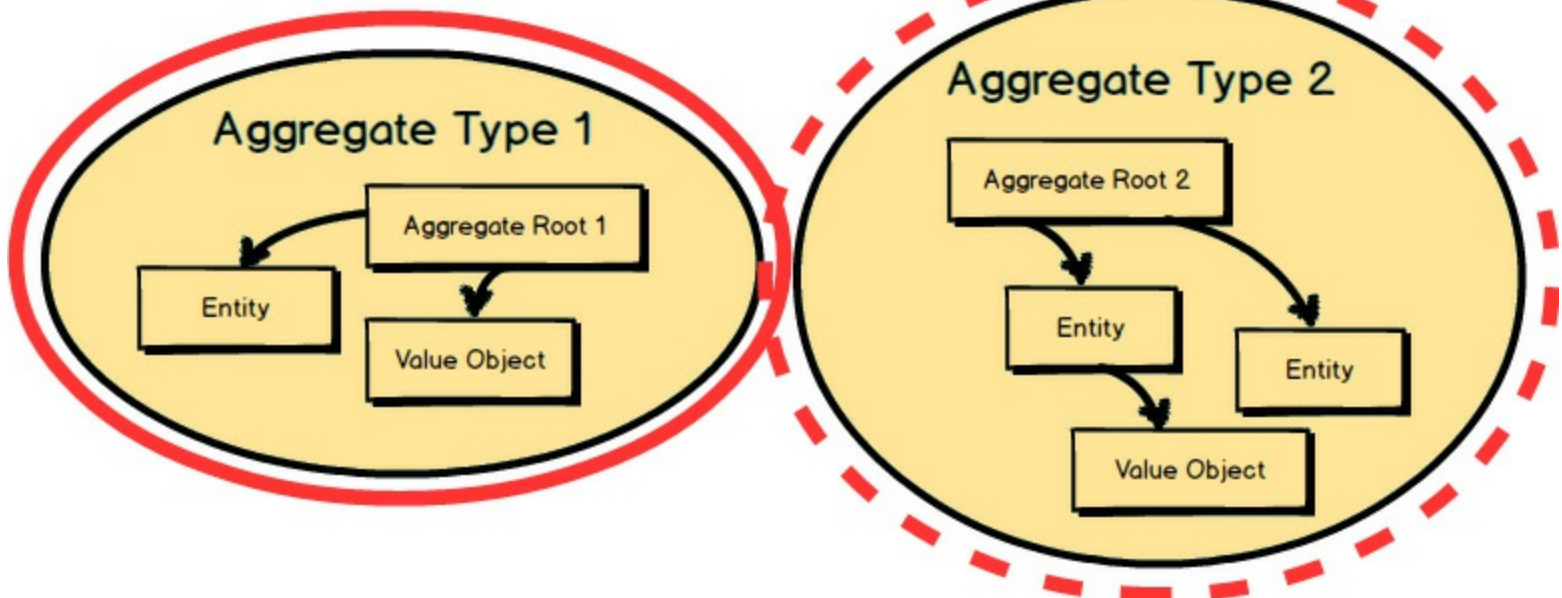 Aggregate Type 1
Aggregate Root 1
Entity
Value Object
Aggregate Type 2
Aggregate Root 2
Entity
Entity
Value Object